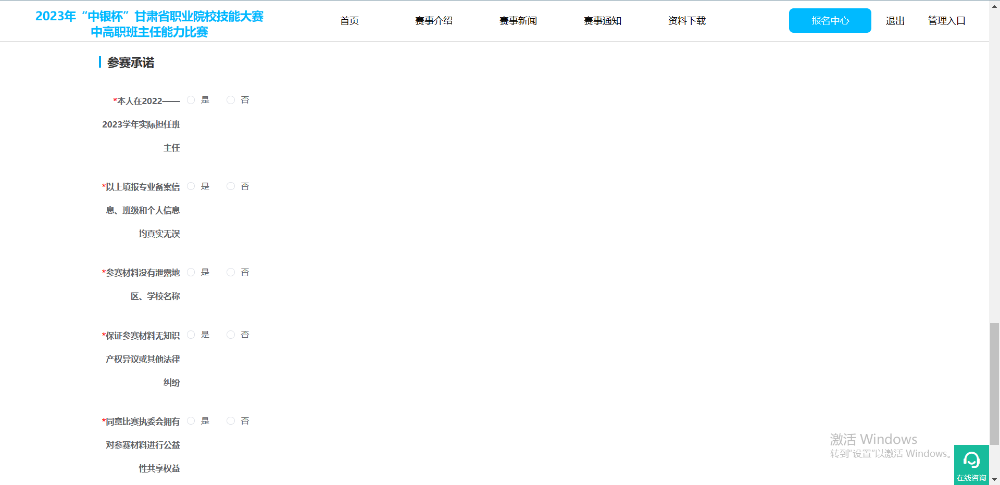 2023年“中银杯”甘肃省职业院校技能大赛
中高职班主任能力比赛
首页 赛事介绍 赛事新闻 赛事通知 资料下载 报名中心 退出 管理入口
参赛承诺
*本人在2022—— 是 否
2023学年实际担任班
主任
*以上填报专业备案信 是 否
息、班级和个人信息
均真实无误
*参赛材料没有泄露地 是 否
区、学校名称
*保证参赛材料无知识 是 否
产权异议或其他法律
纠纷
*同意比赛执委会拥有 是 否
对参赛材料进行公益
性共享权益
激活 Windows
转到“设置”以激活 Windows。
在线咨询